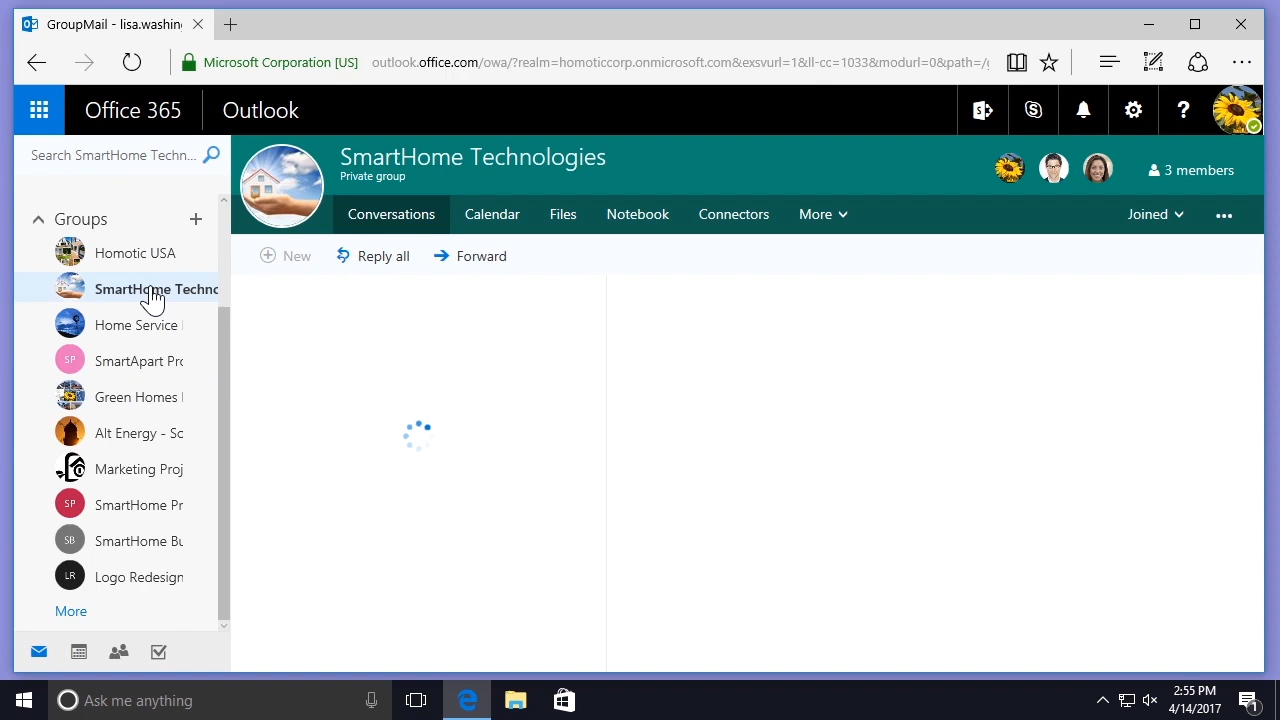 GroupMail - lisa.washing
Microsoft Corporation [US]
outlook.office.com/owa/?realm=homoticcorp.onmicrosoft.com&exsvurl=1&ll-cc=1033&modurl=0&path=/g
Office 365
Outlook
Search SmartHome Techn...
SmartHome Technologies
Private group
3 members
Groups
Conversations
Calendar
Files
Notebook
Connectors
More
Joined
New
Reply all
Forward
Homotic USA
SmartHome Techno
Home Service
SP
SmartApart Pro
Green Homes
Alt Energy - So
Marketing Proj
SP
SmartHome Pr
SB
SmartHome Bu
LR
Logo Redesign
More
Ask me anything
2:55 PM
4/14/2017
1